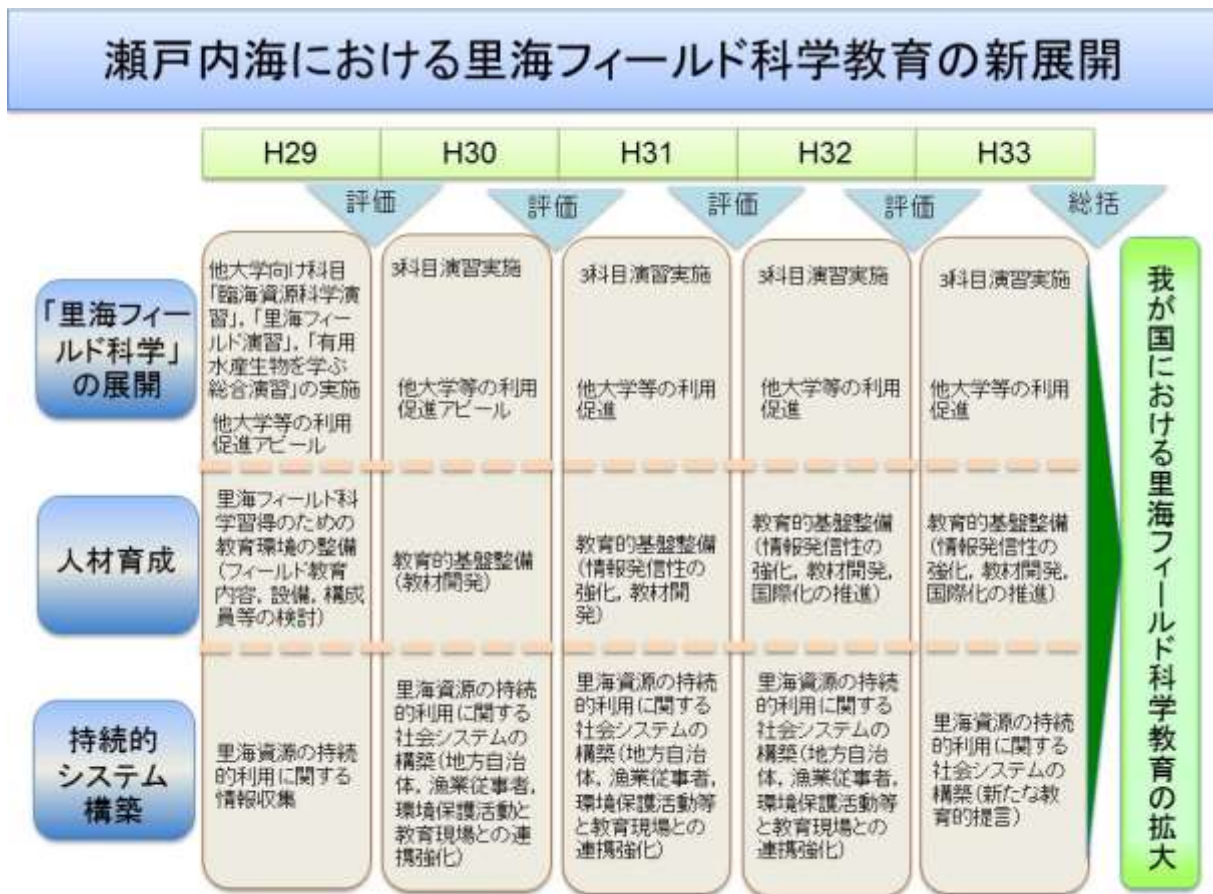 瀬戸内海における里海フィールド科学教育の新展開
H29
H30
H31
H32
H33
評価
評価
評価
評価
総括
「里海フィー
ルド科学」
の展開
他大学向け科目
「臨海資源科学演
習」，「里海フィー
ルド演習」，「有用
水産生物を学ぶ
総合演習」の実施
他大学等の利用
促進アピール
3科目演習実施
他大学等の利用
促進アピール
3科目演習実施
他大学等の利用
促進
3科目演習実施
他大学等の利用
促進
3科目演習実施
他大学等の利用
促進
人材育成
里海フィールド科
学習得のための
教育環境の整備
（フィールド教育
内容，設備，構成
員等の検討）
教育的基盤整備
（教材開発）
教育的基盤整備
（情報発信性の
強化，教材開
発）
教育的基盤整備
（情報発信性の
強化，教材開発，
国際化の推進）
教育的基盤整備
（情報発信性の
強化，教材開発，
国際化の推進）
持続的
システム
構築
里海資源の持続
的利用に関する
情報収集
里海資源の持続
的利用に関する
社会システムの
構築（地方自治
体，漁業従事者，
環境保護活動と
教育現場との連
携強化）
里海資源の持続
的利用に関する
社会システムの
構築（地方自治
体，漁業従事者，
環境保護活動等
と教育現場との
連携強化）
里海資源の持続
的利用に関する
社会システムの
構築（地方自治
体，漁業従事者，
環境保護活動等
と教育現場との
連携強化）
里海資源の持続
的利用に関する
社会システムの
構築（新たな教
育的提言）
我が国における里海フィールド科学教育の拡大